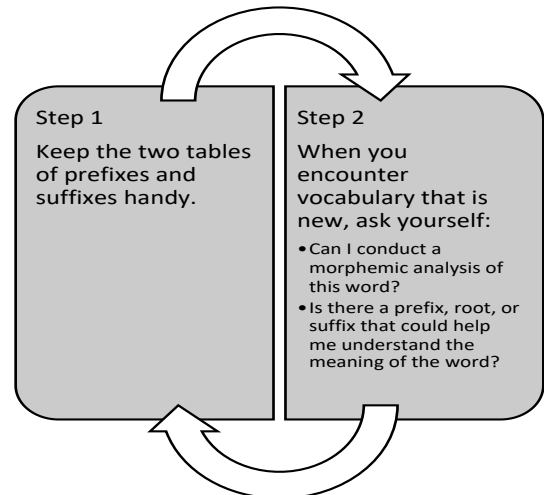 Step 1
Keep the two tables
of prefixes and
suffixes handy.
Step 2
When you
encounter
vocabulary that is
new, ask yourself:
•Can I conduct a
morphemic analysis of
this word?
•Is there a prefix, root, or
suffix that could help
me understand the
meaning of the word?